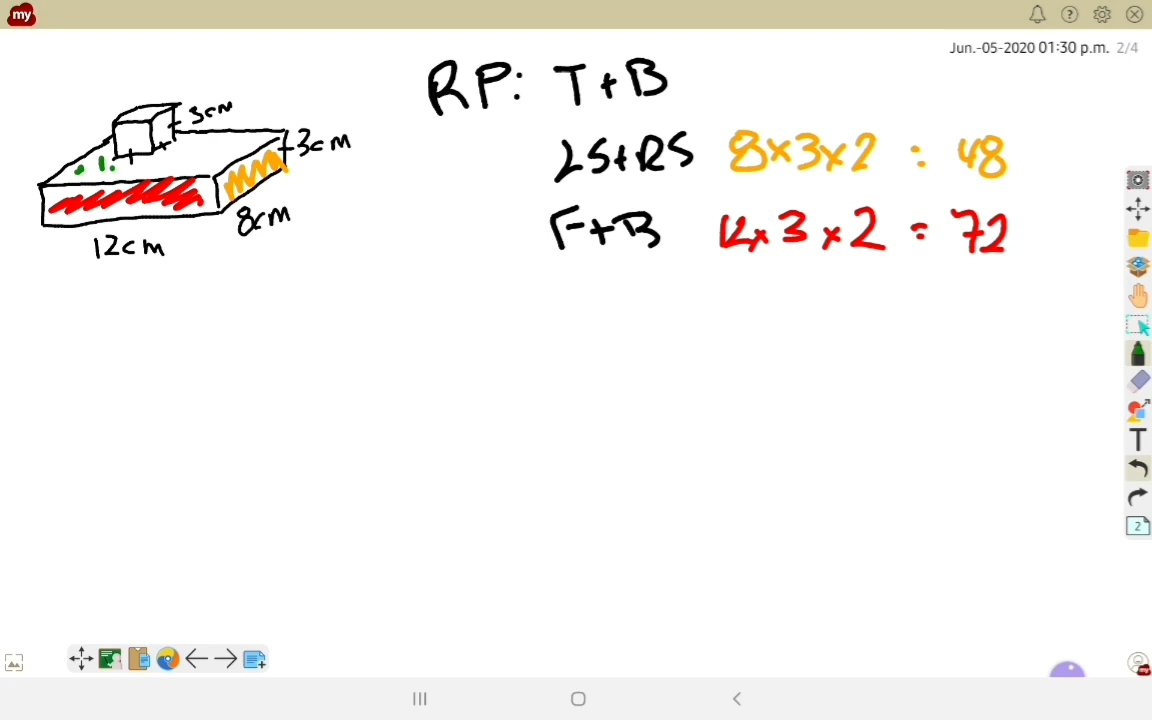 my
Jun.-05-2020 01:30 p.m. 2/4
RP: T+B
3cm
3cm
LS+RS 8×3×2 = 48
8cm
F+B 12×3×2 = 72
12cm
T
2
my